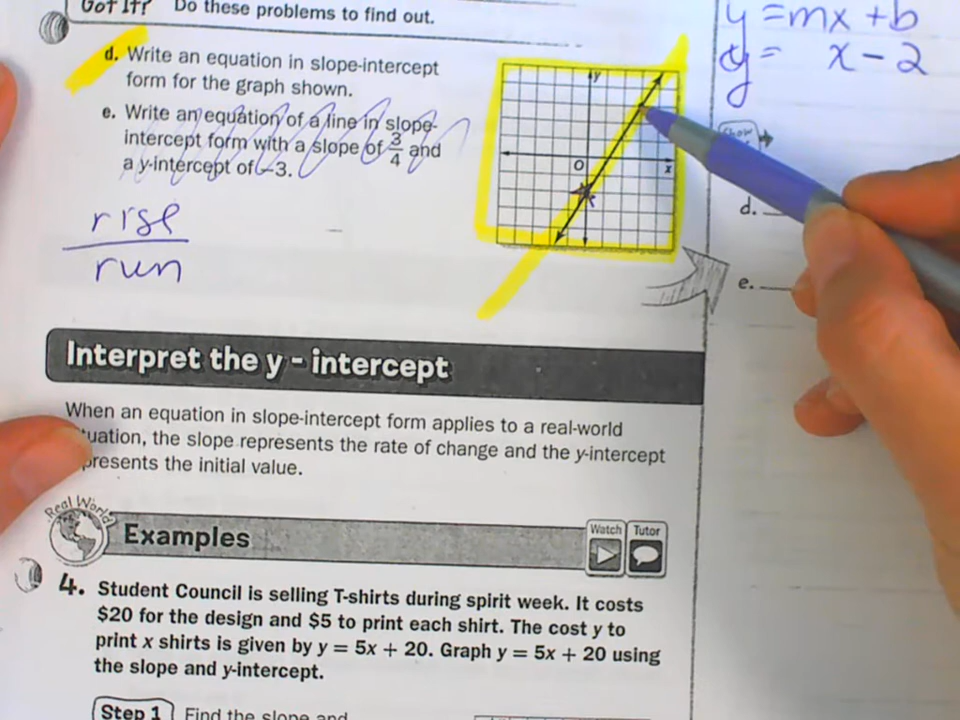 Got It? Do these problems to find out.
y = mx + b
y = x - 2
d. Write an equation in slope-intercept
form for the graph shown.
e. Write an equation of a line in slope-
intercept form with a slope of 3/4 and
a y-intercept of -3.
y
O
x
Show
d.
e.
rise
run
Interpret the y - intercept
When an equation in slope-intercept form applies to a real-world
uation, the slope represents the rate of change and the y-intercept
presents the initial value.
Real World
Examples
Watch Tutor
4. Student Council is selling T-shirts during spirit week. It costs
$20 for the design and $5 to print each shirt. The cost y to
print x shirts is given by y = 5x + 20. Graph y = 5x + 20 using
the slope and y-intercept.
Step 1 Find the slope and